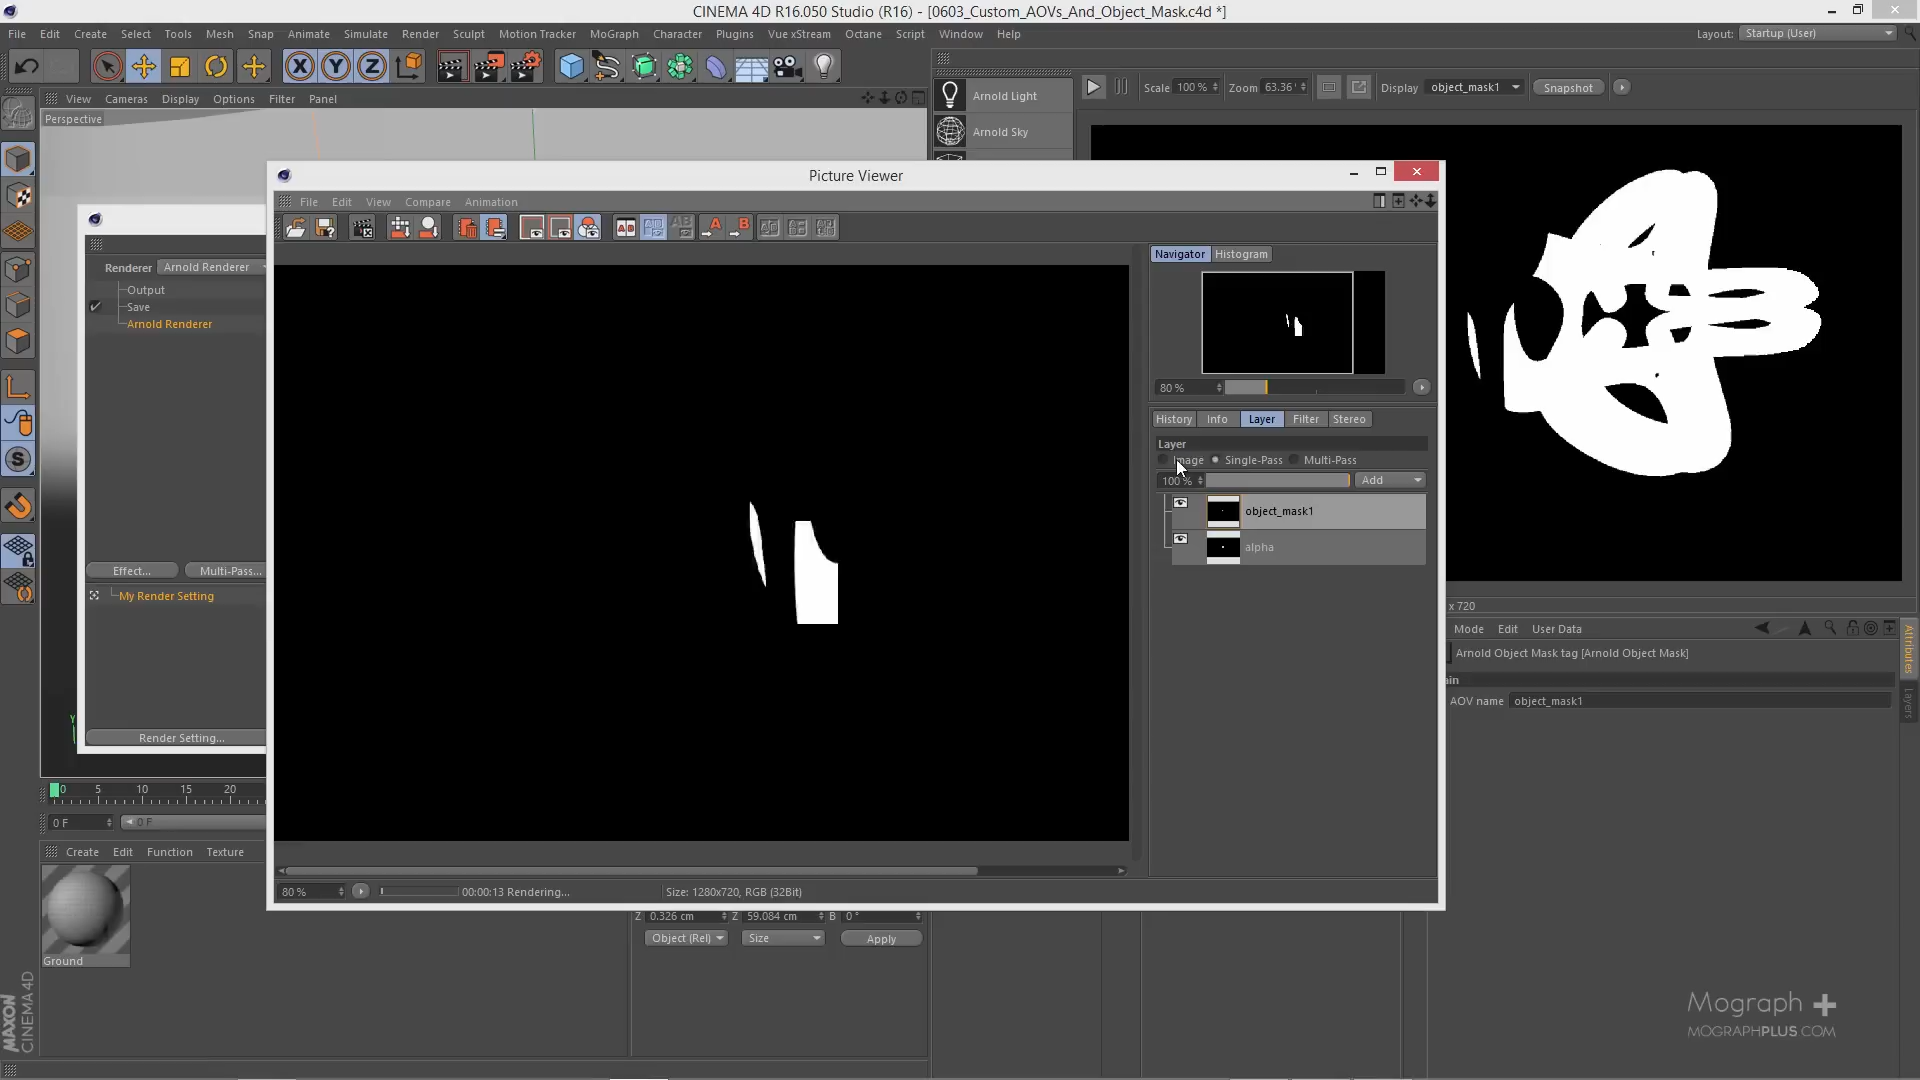 CINEMA 4D R16.050 Studio (R16) - [0603_Custom_AOVs_And_Object_Mask.c4d *]
File Edit Create Select Tools Mesh Snap Animate Simulate Render Sculpt Motion Tracker MoGraph Character Plugins Vue xStream Octane Script Window Help
Layout: Startup (User)
View Cameras Display Options Filter Panel
Perspective
Arnold Light
Arnold Sky
Scale 100 % Zoom 63.36 ' Display object_mask1 Snapshot
Picture Viewer
File Edit View Compare Animation
Renderer Arnold Renderer
Output
Save
Arnold Renderer
Effect... Multi-Pass...
My Render Setting
Render Setting...
Navigator Histogram
80 %
History Info Layer Filter Stereo
Layer
Image Single-Pass Multi-Pass
100 % Add
object_mask1
alpha
80 % 00:00:13 Rendering... Size: 1280x720, RGB (32Bit)
x 720
Mode Edit User Data
Arnold Object Mask tag [Arnold Object Mask]
ain
AOV name object_mask1
Attributes
Layers
0 5 10 15 20
0 F 0 F
Create Edit Function Texture
Ground
Z 0.326 cm Z 59.084 cm B 0 °
Object (Rel) Size Apply
MAXON
CINEMA 4D
Mograph +
MOGRAPHPLUS.COM